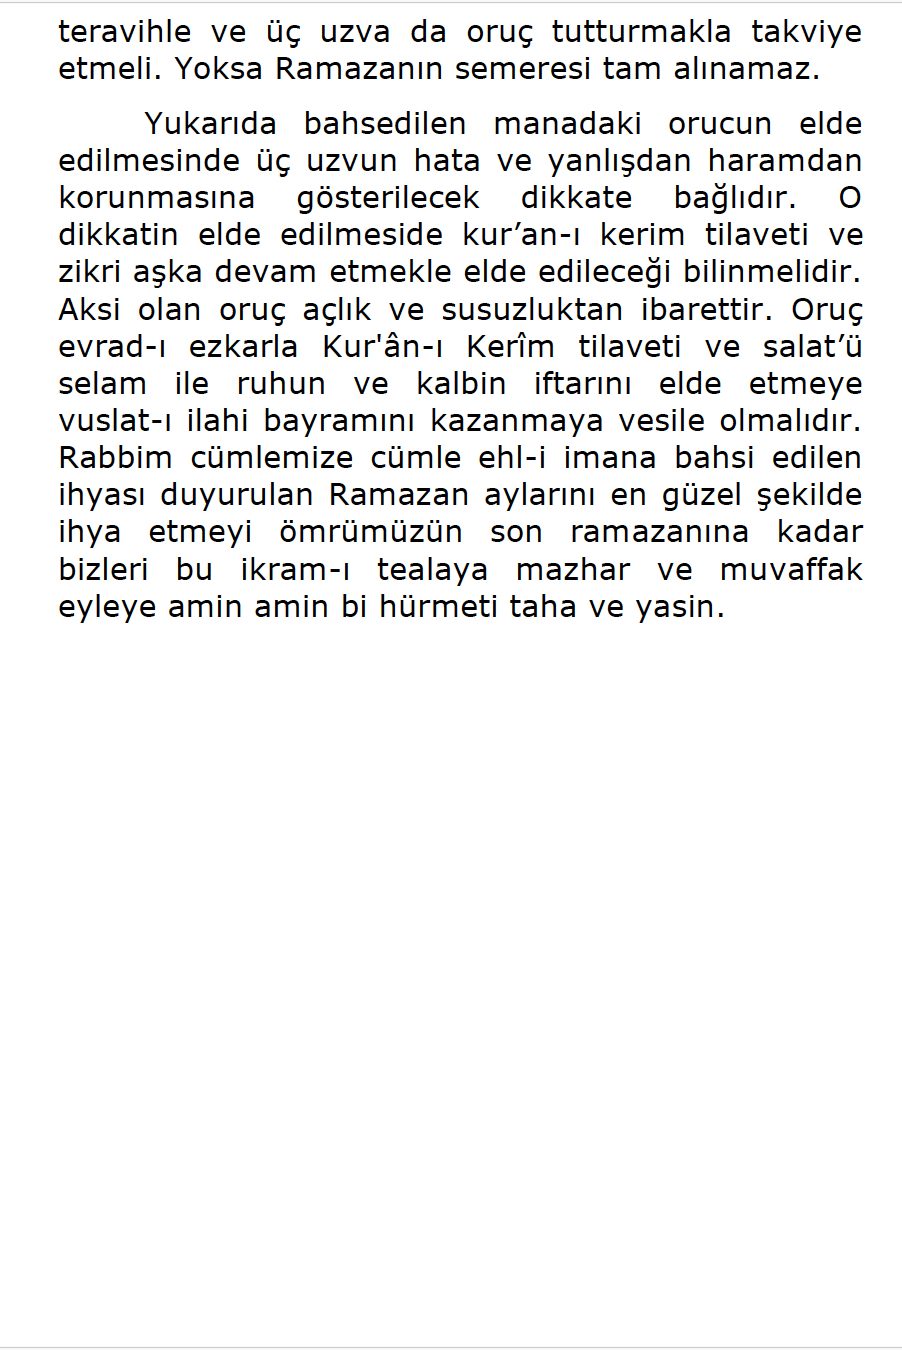 teravihle ve üç uzva da oruç tutturmakla takviye
etmeli. Yoksa Ramazanın semeresi tam alınamaz.
Yukarıda bahsedilen manadaki orucun elde
edilmesinde üç uzvun hata ve yanlışdan haramdan
korunmasına gösterilecek dikkate bağlıdır. O
dikkatin elde edilmeside kur’an-ı kerim tilaveti ve
zikri aşka devam etmekle elde edileceği bilinmelidir.
Aksi olan oruç açlık ve susuzluktan ibarettir. Oruç
evrad-ı ezkarla Kur'ân-ı Kerîm tilaveti ve salat’ü
selam ile ruhun ve kalbin iftarını elde etmeye
vuslat-ı ilahi bayramını kazanmaya vesile olmalıdır.
Rabbim cümlemize cümle ehl-i imana bahsi edilen
ihyası duyurulan Ramazan aylarını en güzel şekilde
ihya etmeyi ömrümüzün son ramazanına kadar
bizleri bu ikram-ı tealaya mazhar ve muvaffak
eyleye amin amin bi hürmeti taha ve yasin.